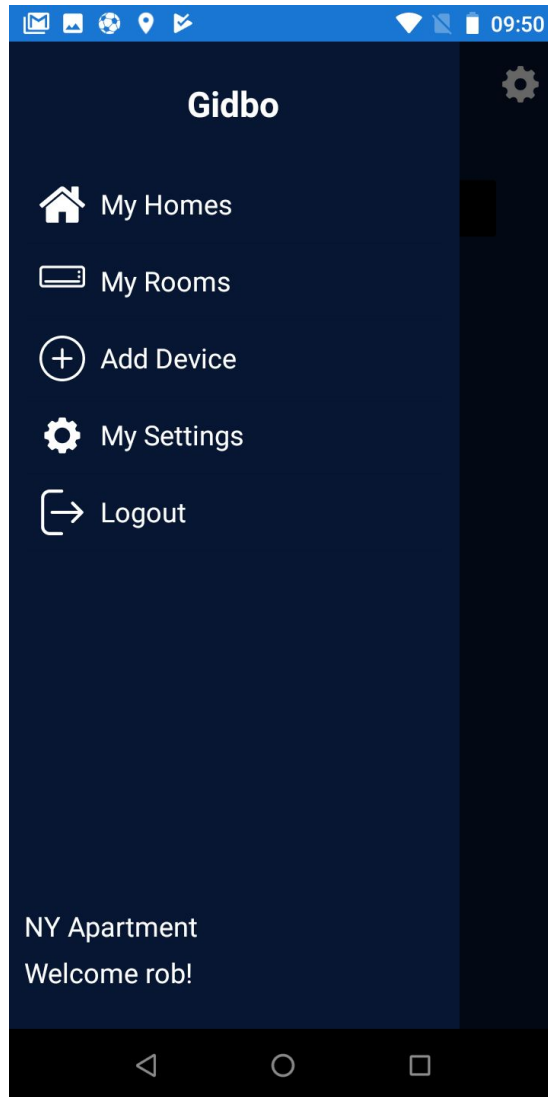 09:50
Gidbo
My Homes
My Rooms
Add Device
My Settings
Logout
NY Apartment
Welcome rob!